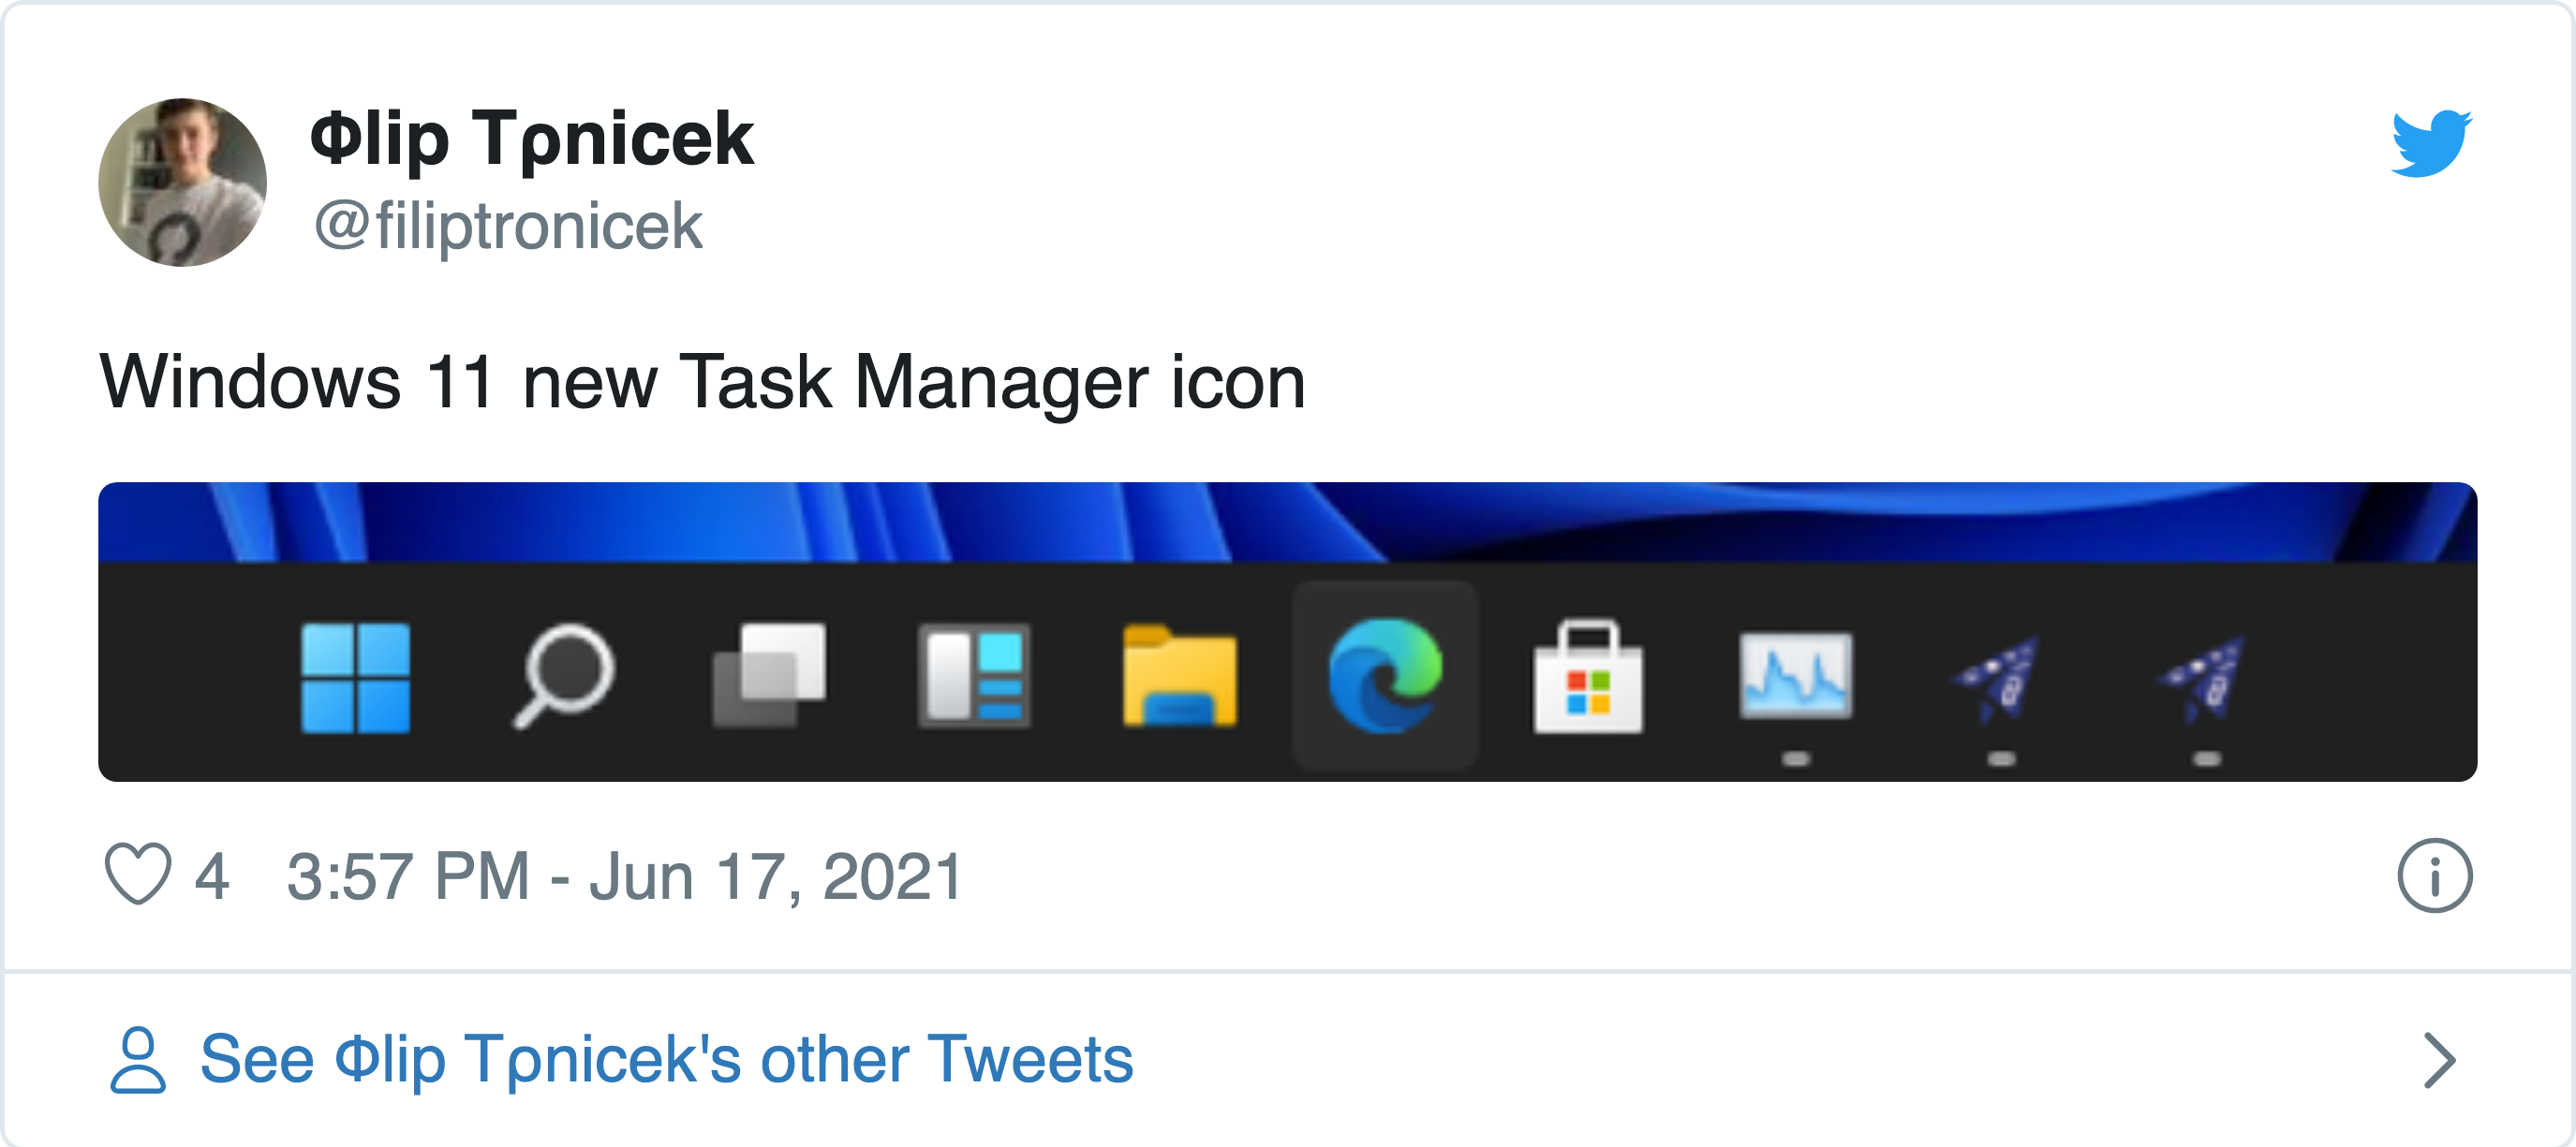 Φlip Tρnicek
@filiptronicek
Windows 11 new Task Manager icon
4 3:57 PM - Jun 17, 2021
See Φlip Tρnicek's other Tweets